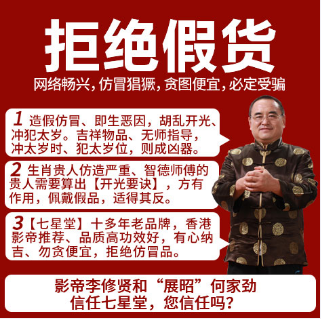 拒绝假货
网络畅兴，仿冒猖獗，贪图便宜，必定受骗
1 造假仿冒、即生恶因，胡乱开光、
冲犯太岁。吉祥物品、无师指导，
冲太岁时、犯太岁位，则成凶器。
2 生肖贵人仿造严重、智德师傅的
贵人需要算出【开光要诀】，方有
作用，佩戴假品，适得其反。
3 【七星堂】十多年老品牌，香港
影帝推荐、品质高功效好，有心纳
吉、勿贪便宜，拒绝仿冒品。
影帝李修贤和“展昭”何家劲
信任七星堂，您信任吗？